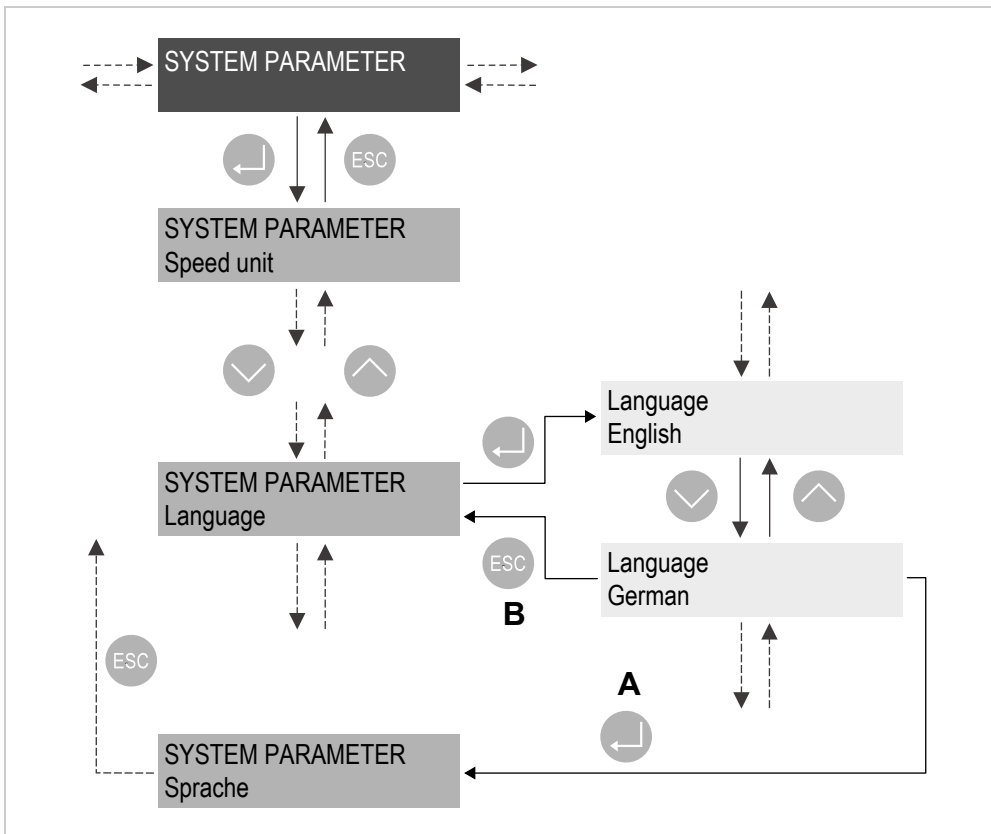 SYSTEM PARAMETER
ESC
SYSTEM PARAMETER
Speed unit
Language
English
SYSTEM PARAMETER
Language
ESC
B
Language
German
ESC
A
SYSTEM PARAMETER
Sprache